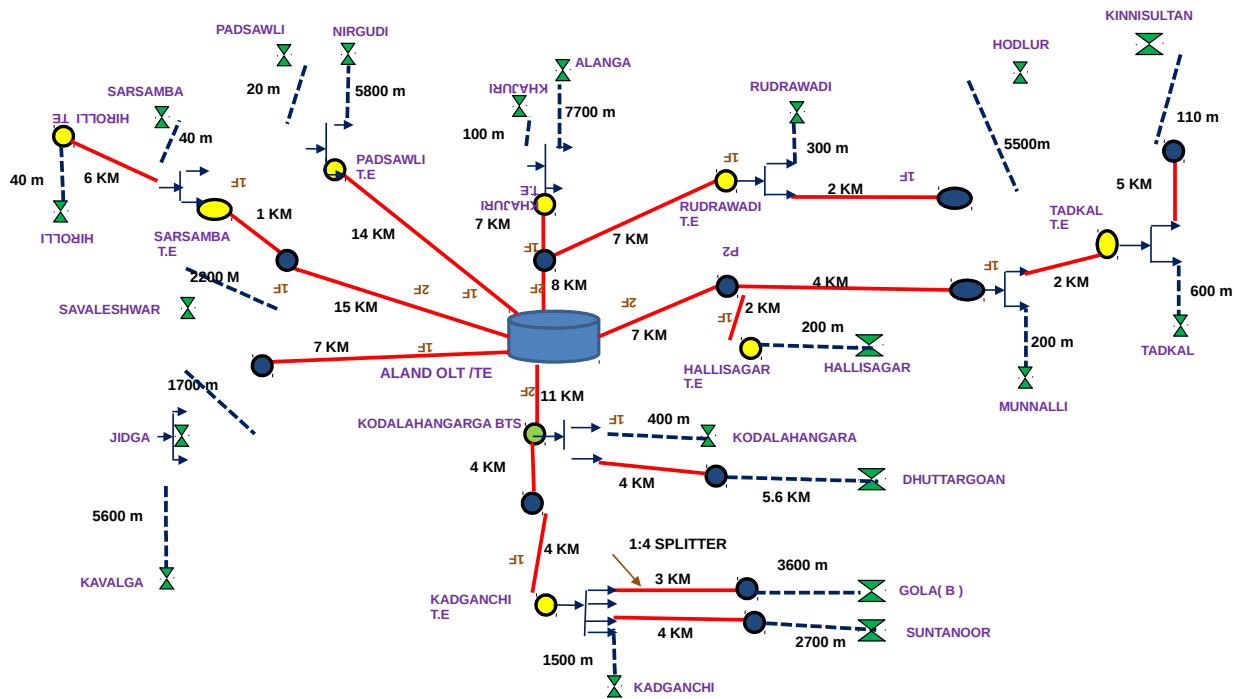 KINNISULTAN
PADSAWLI
NIRGUDI
HODLUR
ALANGA
RUDRAWADI
SARSAMBA
20 m
5800 m
KHAJURI
7700 m
110 m
HIROLLI TE
40 m
100 m
300 m
5500m
PADSAWLI
T.E
1F
1F
1F
40 m
6 KM
KHAJURI
T.E
2 KM
5 KM
RUDRAWADI
T.E
TADKAL
T.E
1 KM
7 KM
HIROLLI
SARSAMBA
T.E
14 KM
7 KM
1F
P2
1F
2200 M
1F
2F
1F
2F
8 KM
4 KM
2 KM
600 m
SAVALESHWAR
15 KM
2F
7 KM
2 KM
1F
200 m
7 KM
1F
200 m
TADKAL
ALAND OLT /TE
HALLISAGAR
T.E
HALLISAGAR
1700m
2F
11 KM
MUNNALLI
KODALAHANGARGA BTS
1F
400 m
JIDGA
KODALAHANGARA
4 KM
4 KM
DHUTTARGOAN
5.6 KM
5600 m
4 KM
1F
1:4 SPLITTER
3600 m
KAVALGA
3 KM
GOLA( B )
KADGANCHI
T.E
4 KM
SUNTANOOR
2700 m
1500 m
KADGANCHI